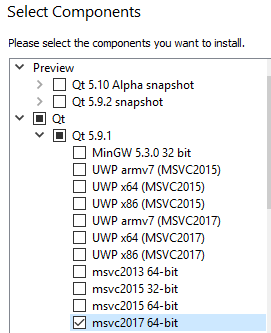 Select Components
Please select the components you want to install.
Preview
Qt 5.10 Alpha snapshot
Qt 5.9.2 snapshot
Qt
Qt 5.9.1
MinGW 5.3.0 32 bit
UWP armv7 (MSVC2015)
UWP x64 (MSVC2015)
UWP x86 (MSVC2015)
UWP armv7 (MSVC2017)
UWP x64 (MSVC2017)
UWP x86 (MSVC2017)
msvc2013 64-bit
msvc2015 32-bit
msvc2015 64-bit
msvc2017 64-bit